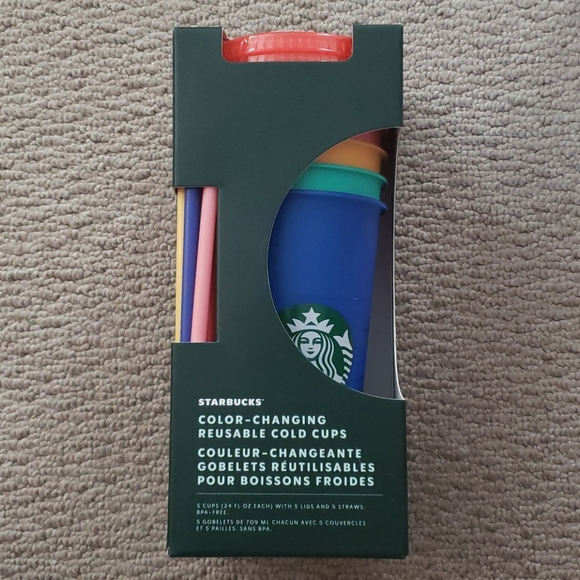 STARBUCKS
COLOR-CHANGING
REUSABLE COLD CUPS
COULEUR-CHANGEANTE
GOBELETS RÉUTILISABLES
POUR BOISSONS FROIDES
5 CUPS (24 FL OZ EACH) WITH 5 LIDS AND 5 STRAWS.
BPA-FREE.
5 GOBELETS DE 709 ML CHACUN AVEC 5 COUVERCLES
ET 5 PAILLES. SANS BPA.